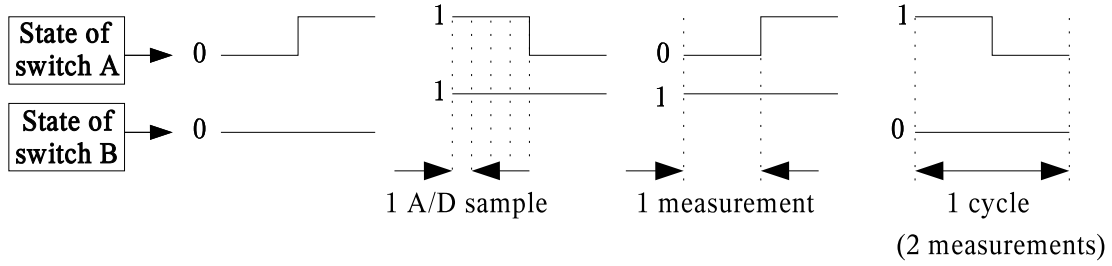 State of
switch A
0
1
0
1
State of
switch B
0
1
1
0
1 A/D sample
1 measurement
1 cycle
(2 measurements)